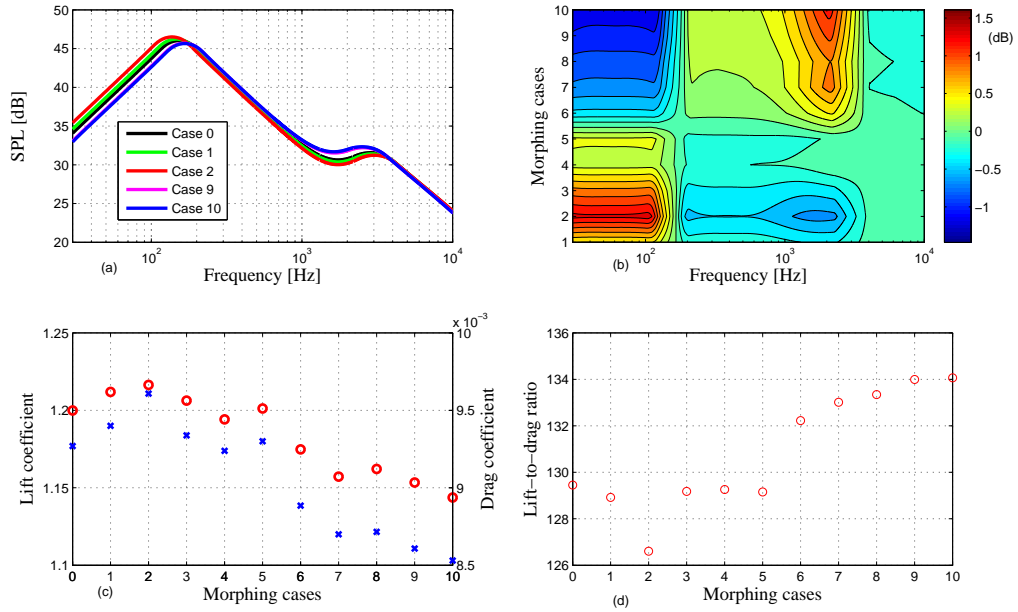 50
45
40
35
30
25
20
SPL [dB]
Case 0
Case 1
Case 2
Case 9
Case 10
10²
10³
10⁴
(a)
Frequency [Hz]
10
9
8
7
6
5
4
3
2
1
Morphing cases
10²
10³
10⁴
(b)
Frequency [Hz]
1.5
(dB)
1
0.5
0
−0.5
−1
1.25
1.2
1.15
1.1
Lift coefficient
x 10⁻³
10
9.5
9
8.5
Drag coefficient
0 1 2 3 4 5 6 7 8 9 10
(c)
Morphing cases
136
134
132
130
128
126
Lift−to−drag ratio
0 1 2 3 4 5 6 7 8 9 10
(d)
Morphing cases